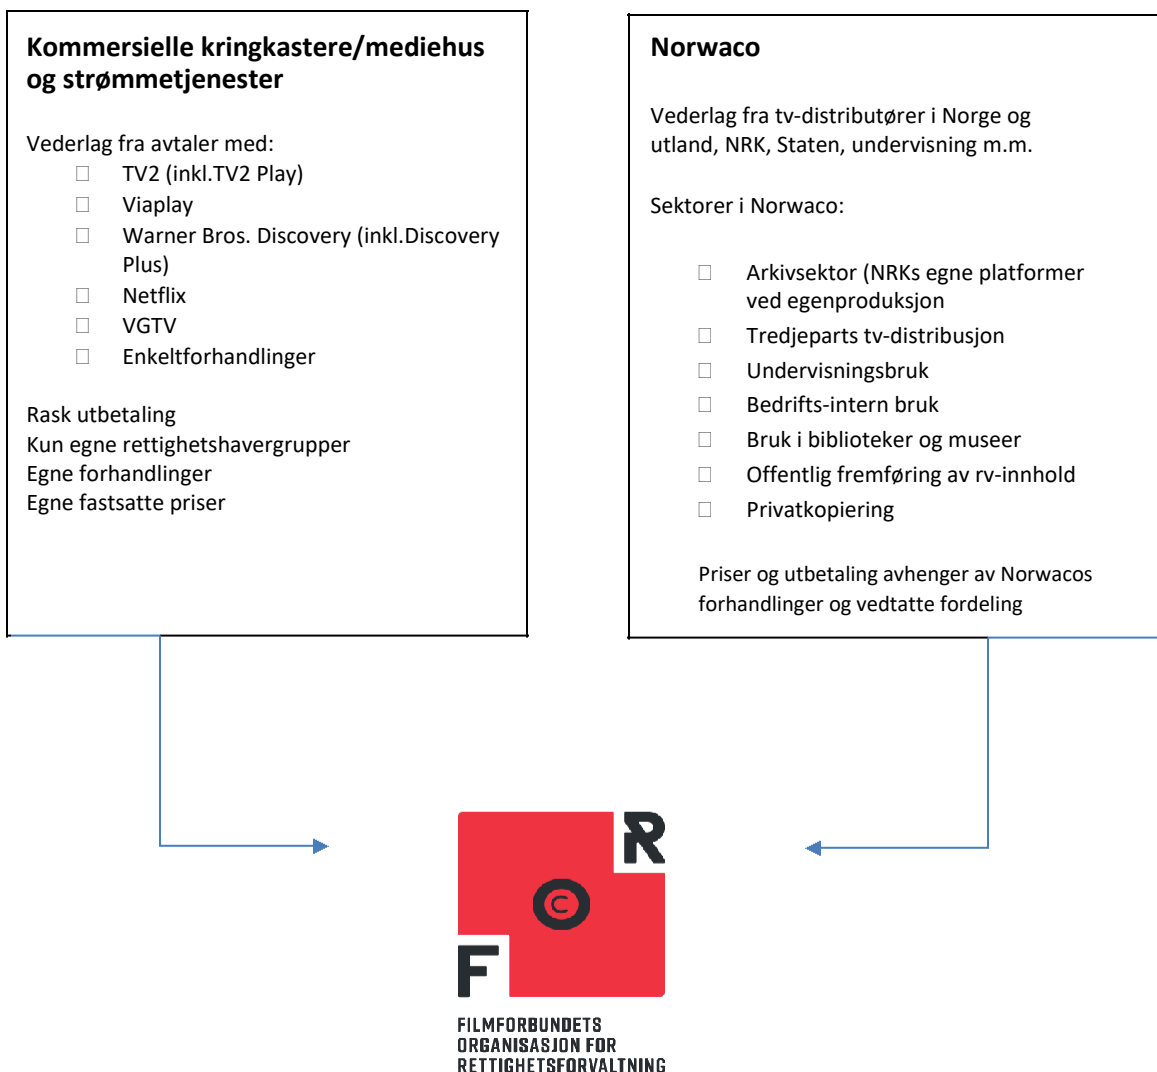 Kommersielle kringkastere/mediehus
og strømmetjenester
Vederlag fra avtaler med:
TV2 (inkl.TV2 Play)
Viaplay
Warner Bros. Discovery (inkl.Discovery
Plus)
Netflix
VGTV
Enkeltforhandlinger
Rask utbetaling
Kun egne rettighetshavergrupper
Egne forhandlinger
Egne fastsatte priser
Norwaco
Vederlag fra tv-distributører i Norge og
utland, NRK, Staten, undervisning m.m.
Sektorer i Norwaco:
Arkivsektor (NRKs egne platformer
ved egenproduksjon
Tredjeparts tv-distribusjon
Undervisningsbruk
Bedrifts-intern bruk
Bruk i biblioteker og museer
Offentlig fremføring av rv-innhold
Privatkopiering
Priser og utbetaling avhenger av Norwacos
forhandlinger og vedtatte fordeling
R
C
F
FILMFORBUNDETS
ORGANISASJON FOR
RETTIGHETSFORVALTNING